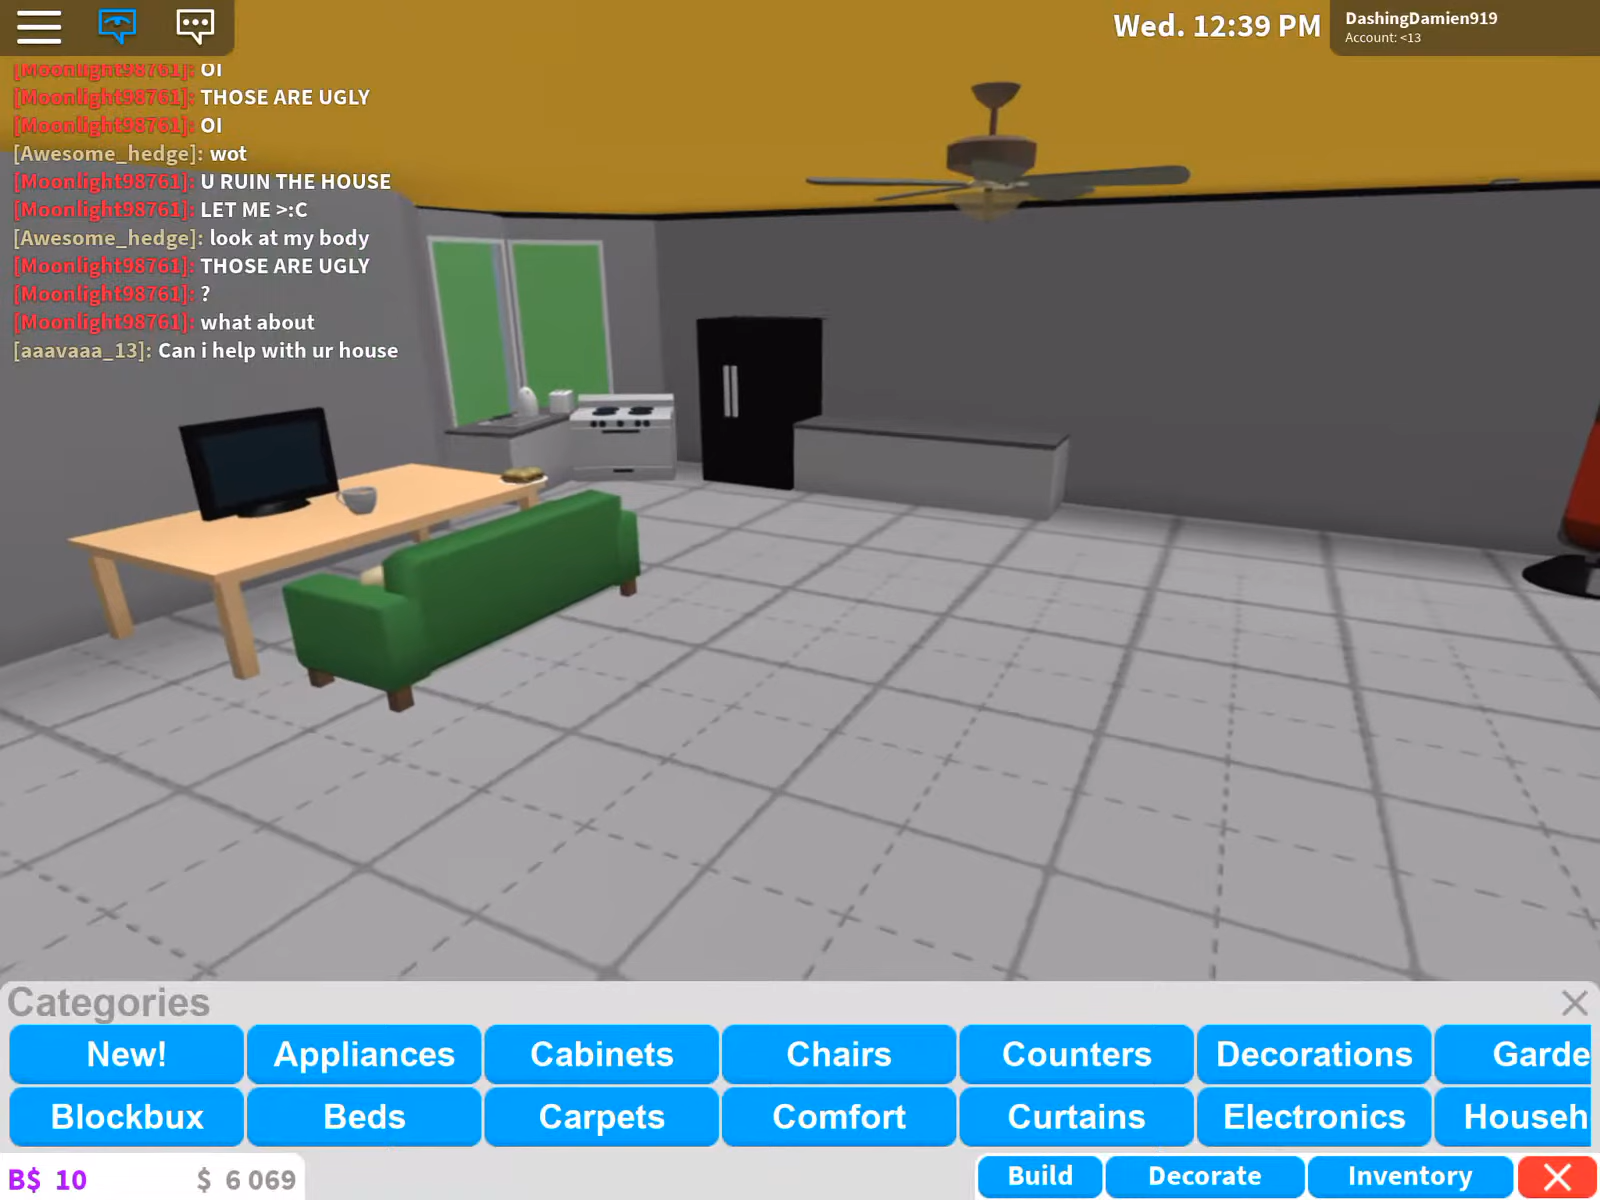 Wed. 12:39 PM
DashingDamien919
Account: <13
[Moonlight98761]: OI
[Moonlight98761]: THOSE ARE UGLY
[Moonlight98761]: OI
[Awesome_hedge]: wot
[Moonlight98761]: U RUIN THE HOUSE
[Moonlight98761]: LET ME >:C
[Awesome_hedge]: look at my body
[Moonlight98761]: THOSE ARE UGLY
[Moonlight98761]: ?
[Moonlight98761]: what about
[aaavaaa_13]: Can i help with ur house
Categories
New! Appliances Cabinets Chairs Counters Decorations Garde
Blockbux Beds Carpets Comfort Curtains Electronics Househ
B$ 10 $ 6 069 Build Decorate Inventory